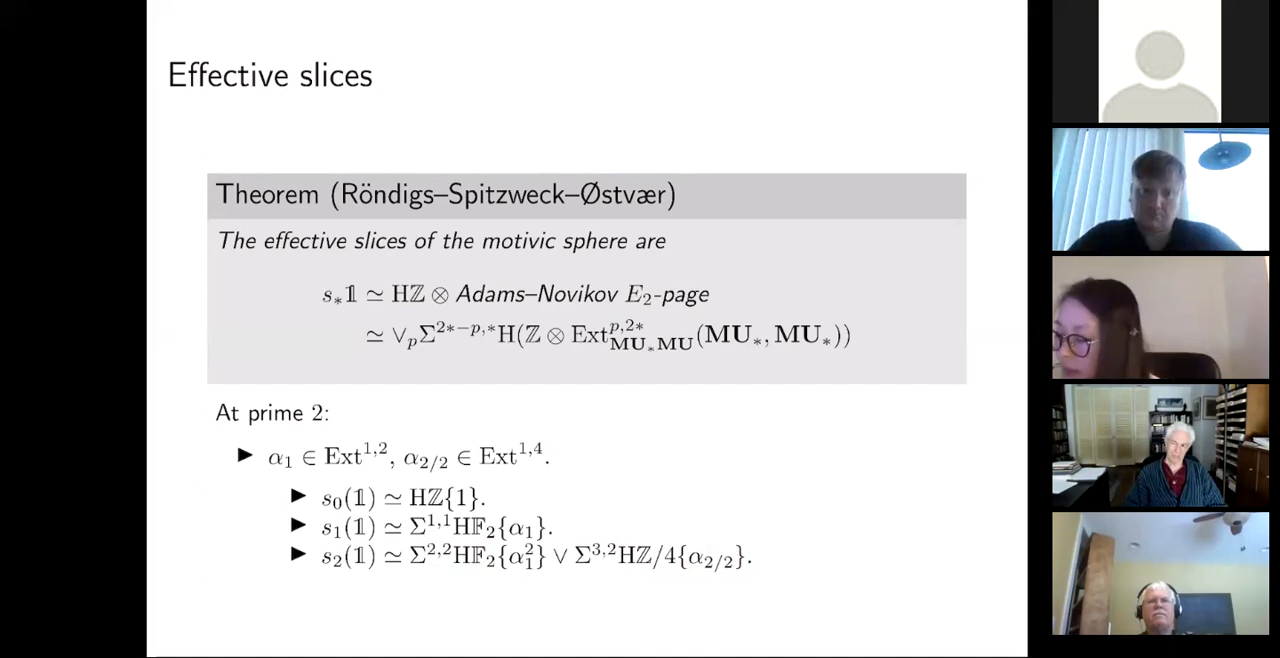 Effective slices
Theorem (Röndigs–Spitzweck–Østvær)
The effective slices of the motivic sphere are
s_*𝟙 ≃ Hℤ ⊗ Adams–Novikov E_2-page
≃ ∨_p Σ^{2*−p,*}H(ℤ ⊗ Ext^{p,2*}_{MU_*MU}(MU_*, MU_*))
At prime 2:
▶ α_1 ∈ Ext^{1,2}, α_{2/2} ∈ Ext^{1,4}.
▶ s_0(𝟙) ≃ Hℤ{1}.
▶ s_1(𝟙) ≃ Σ^{1,1}H𝔽_2{α_1}.
▶ s_2(𝟙) ≃ Σ^{2,2}H𝔽_2{α_1^2} ∨ Σ^{3,2}Hℤ/4{α_{2/2}}.